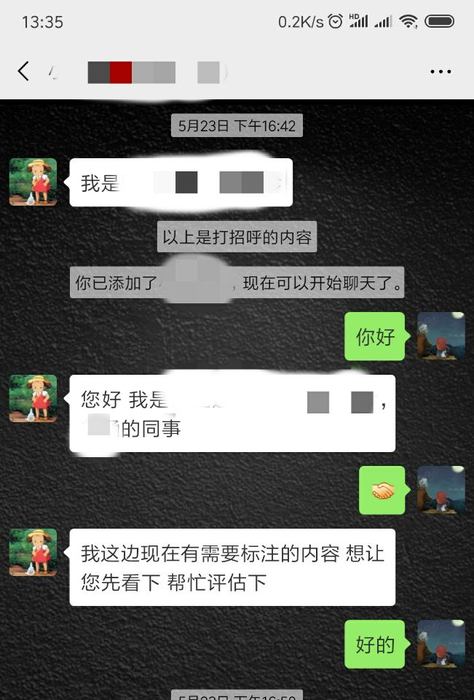 13:35
0.2K/s
5月23日 下午16:42
我是
以上是打招呼的内容
你已添加了 ，现在可以开始聊天了。
你好
您好 我是 ，
的同事
我这边现在有需要标注的内容 想让
您先看下 帮忙评估下
好的